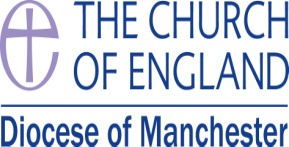 THE CHURCH
OF ENGLAND
Diocese of Manchester